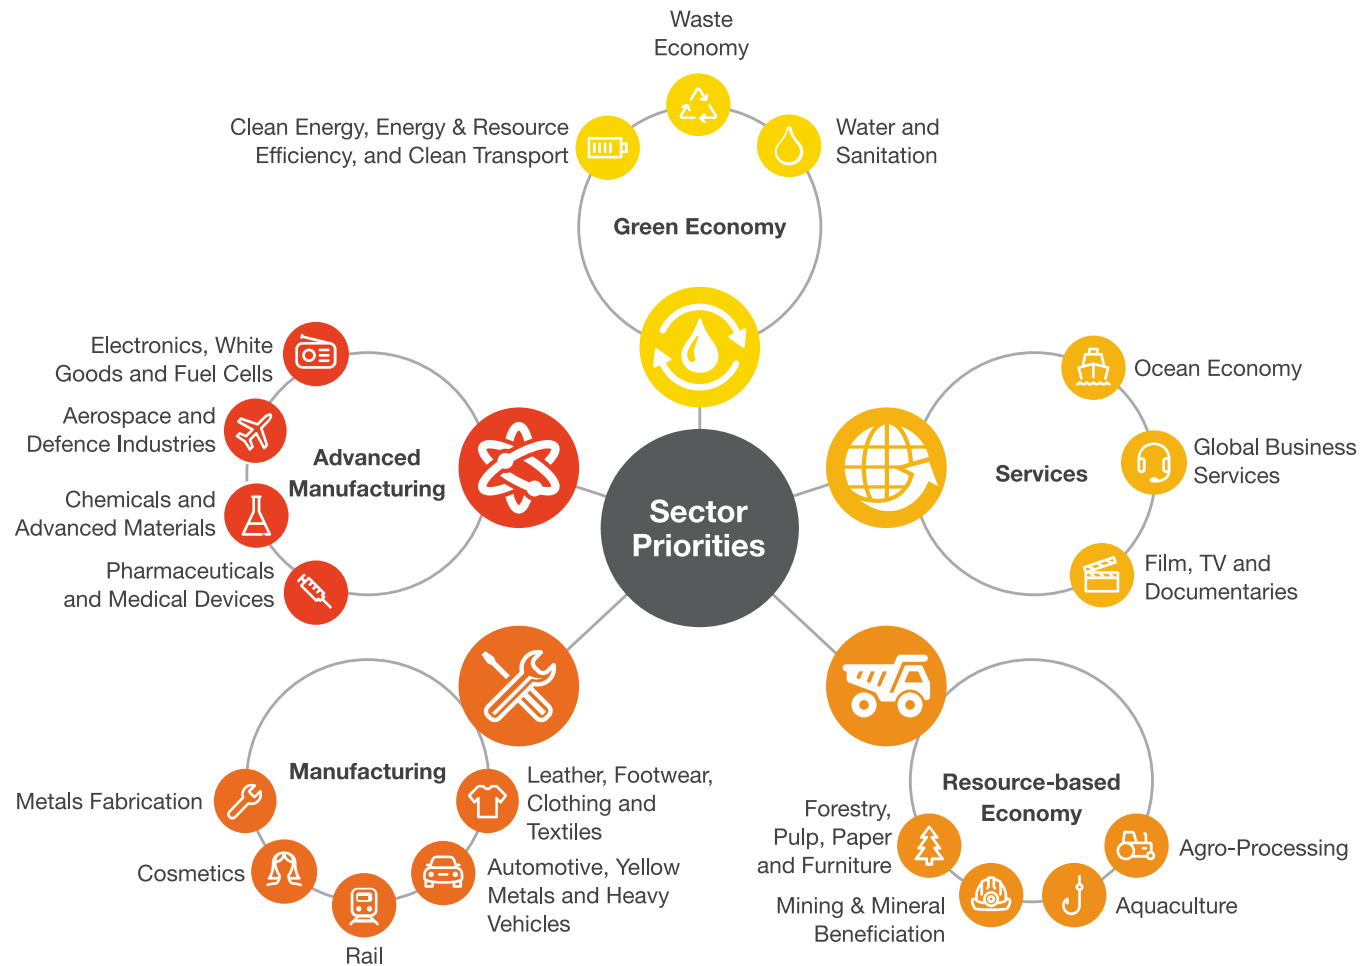 Waste
Economy
Clean Energy, Energy & Resource
Efficiency, and Clean Transport
Water and
Sanitation
Green Economy
Electronics, White
Goods and Fuel Cells
Aerospace and
Defence Industries
Chemicals and
Advanced Materials
Pharmaceuticals
and Medical Devices
Advanced
Manufacturing
Sector
Priorities
Services
Ocean Economy
Global Business
Services
Film, TV and
Documentaries
Manufacturing
Metals Fabrication
Cosmetics
Rail
Automotive, Yellow
Metals and Heavy
Vehicles
Leather, Footwear,
Clothing and
Textiles
Resource-based
Economy
Forestry,
Pulp, Paper
and Furniture
Mining & Mineral
Beneficiation
Aquaculture
Agro-Processing